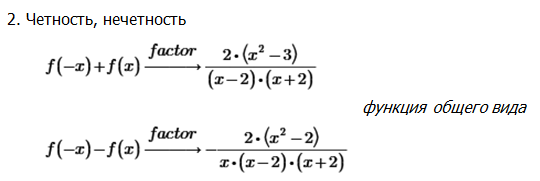 2. Четность, нечетность
f(-x)+f(x) factor→ 2·(x²-3)/((x-2)·(x+2))
функция общего вида
f(-x)-f(x) factor→ -2·(x²-2)/(x·(x-2)·(x+2))